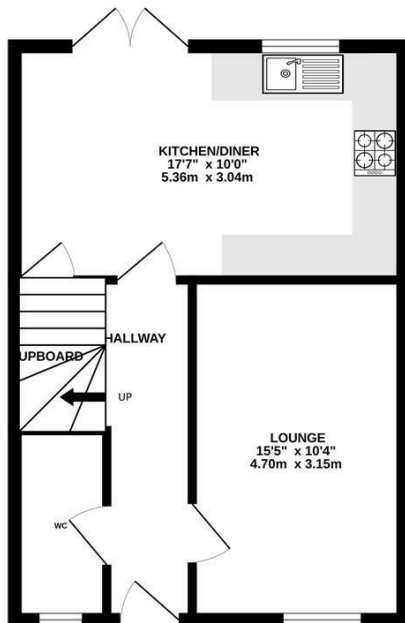 KITCHEN/DINER
17'7" x 10'0"
5.36m x 3.04m
HALLWAY
UPBOARD
UP
LOUNGE
15'5" x 10'4"
4.70m x 3.15m
WC